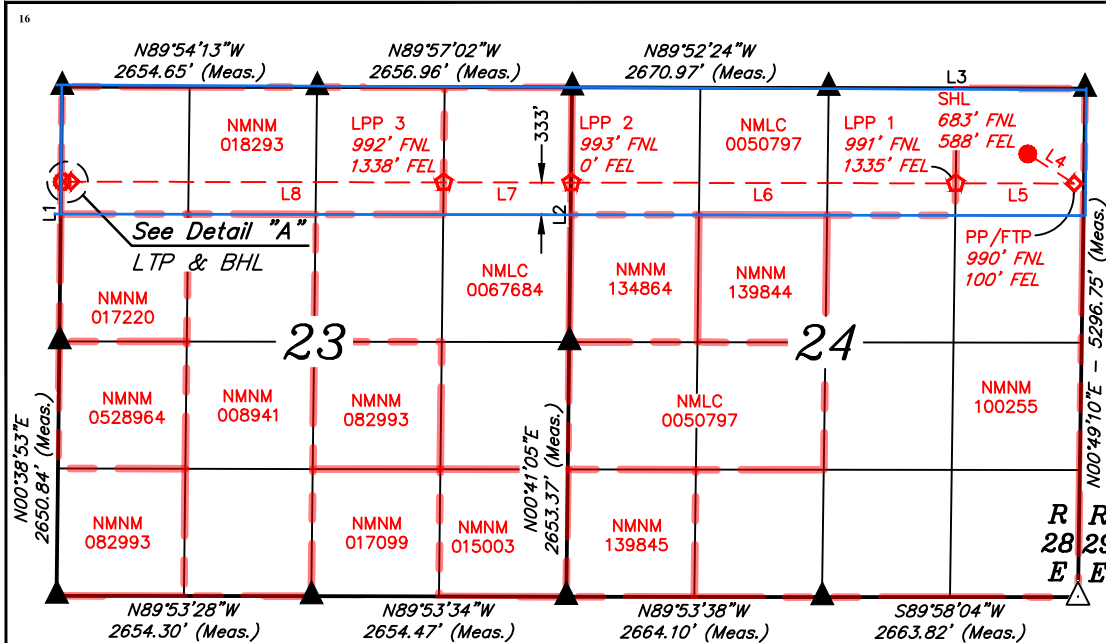 16
N89°54'13"W
2654.65' (Meas.)
N89°57'02"W
2656.96' (Meas.)
N89°52'24"W
2670.97' (Meas.)
L3
SHL
683' FNL
588' FEL
NMNM
018293
LPP 3
992' FNL
1338' FEL
333'
LPP 2
993' FNL
0' FEL
NMLC
0050797
LPP 1
991' FNL
1335' FEL
L4
L8
L7
L6
L5
L1
L2
See Detail "A"
LTP & BHL
PP/FTP
990' FNL
100' FEL
NMLC
0067684
NMNM
134864
NMNM
139844
NMNM
017220
23
24
N00°49'10"E - 5296.75' (Meas.)
NMNM
0528964
NMNM
008941
NMNM
082993
NMLC
0050797
NMNM
100255
N00°38'53"E
2650.84' (Meas.)
N00°41'05"E
2653.37' (Meas.)
NMNM
082993
NMNM
017099
NMNM
015003
NMNM
139845
R R
28 29
E E
N89°53'28"W
2654.30' (Meas.)
N89°53'34"W
2654.47' (Meas.)
N89°53'38"W
2664.10' (Meas.)
S89°58'04"W
2663.82' (Meas.)